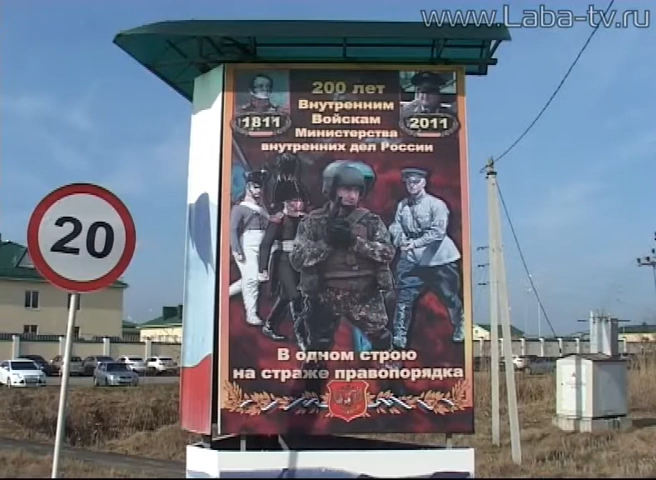 www.Laba-tv.ru
200 лет
Внутренним
Войскам
Министерства
внутренних дел России
1811
2011
20
В одном строю
на страже правопорядка